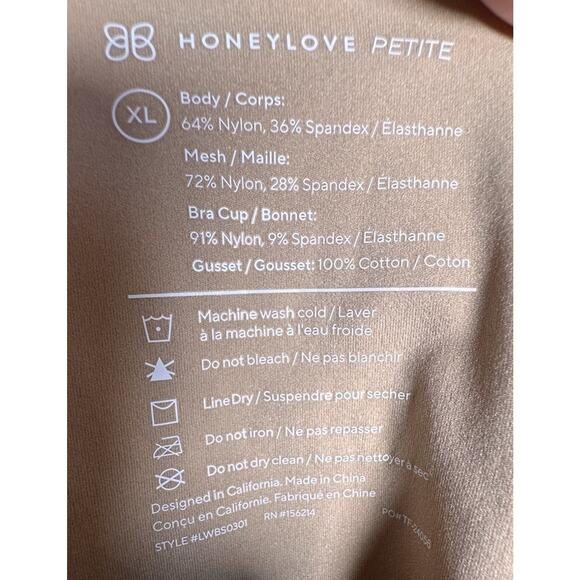 HONEYLOVE PETITE
XL
Body / Corps:
64% Nylon, 36% Spandex / Élasthanne
Mesh / Maille:
72% Nylon, 28% Spandex / Élasthanne
Bra Cup / Bonnet:
91% Nylon, 9% Spandex / Élasthanne
Gusset / Gousset: 100% Cotton / Coton
Machine wash cold / Laver
à la machine à l'eau froide
Do not bleach / Ne pas blanchir
Line Dry / Suspendre pour sécher
Do not iron / Ne pas repasser
Do not dry clean / Ne pas nettoyer à sec
Designed in California. Made in China
Conçu en Californie. Fabriqué en Chine
STYLE #LWBS0301 RN #156214
PO#